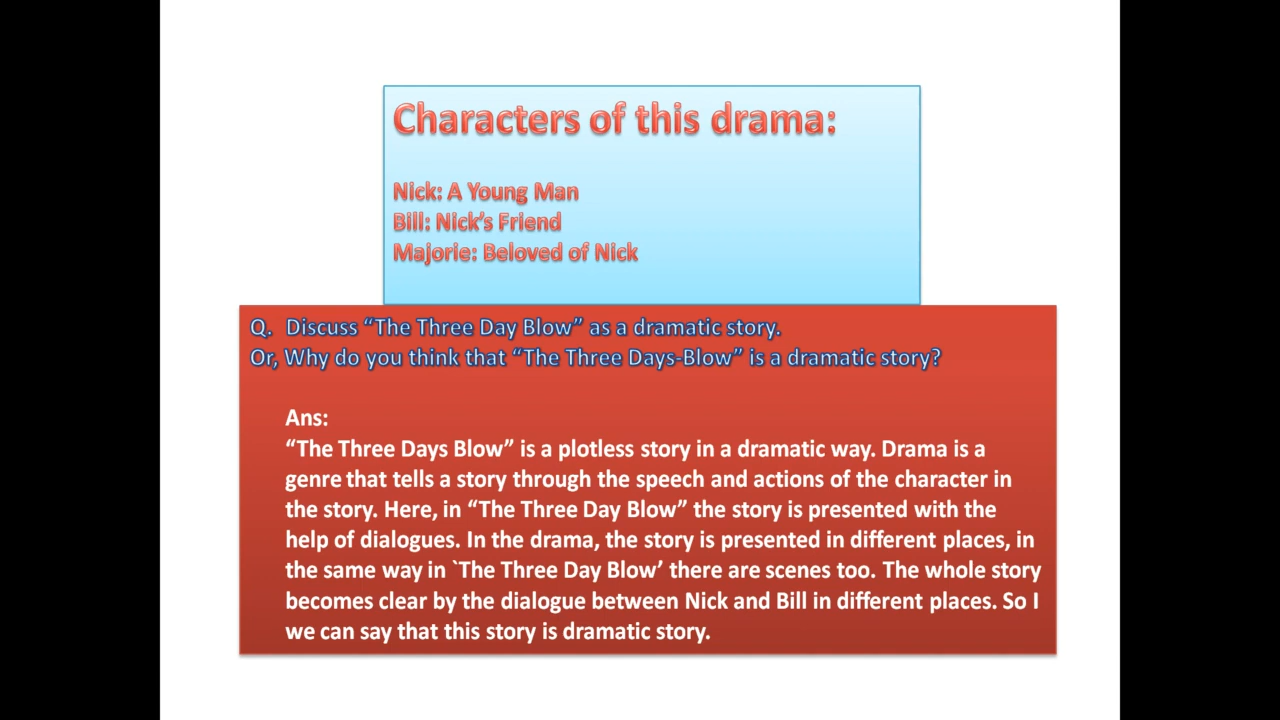 Characters of this drama:
Nick: A Young Man
Bill: Nick’s Friend
Majorie: Beloved of Nick
Q. Discuss “The Three Day Blow” as a dramatic story.
Or, Why do you think that “The Three Days-Blow” is a dramatic story?
Ans:
“The Three Days Blow” is a plotless story in a dramatic way. Drama is a
genre that tells a story through the speech and actions of the character in
the story. Here, in “The Three Day Blow” the story is presented with the
help of dialogues. In the drama, the story is presented in different places, in
the same way in `The Three Day Blow’ there are scenes too. The whole story
becomes clear by the dialogue between Nick and Bill in different places. So I
we can say that this story is dramatic story.